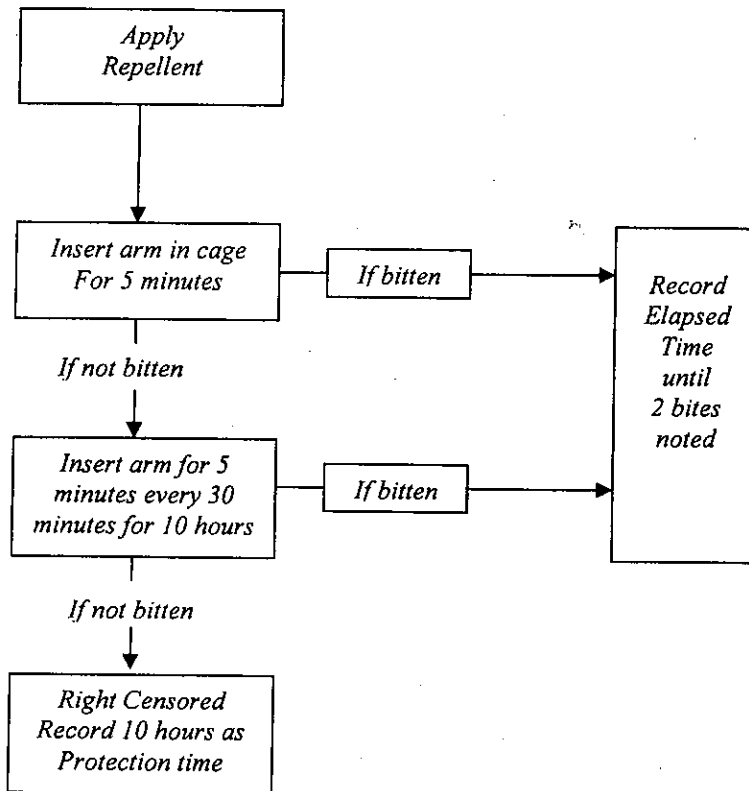 Apply
Repellent
Insert arm in cage
For 5 minutes
If bitten
Record
Elapsed
Time
until
2 bites
noted
If not bitten
Insert arm for 5
minutes every 30
minutes for 10 hours
If bitten
If not bitten
Right Censored
Record 10 hours as
Protection time